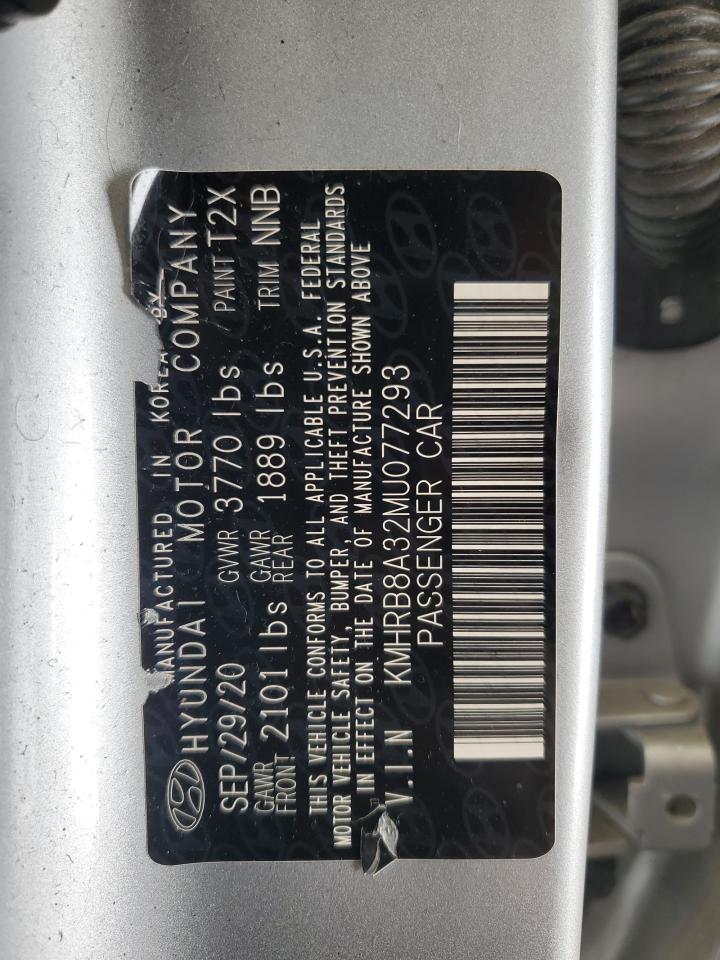 MANUFACTURED IN KOREA BY
HYUNDAI MOTOR COMPANY
SEP/29/20 GVWR 3770 lbs PAINT T2X
GAWR FRONT 2101 lbs GAWR REAR 1889 lbs TRIM NNB
THIS VEHICLE CONFORMS TO ALL APPLICABLE U.S.A. FEDERAL
MOTOR VEHICLE SAFETY, BUMPER, AND THEFT PREVENTION STANDARDS
IN EFFECT ON THE DATE OF MANUFACTURE SHOWN ABOVE
V.I.N KMHRB8A32MU077293
PASSENGER CAR